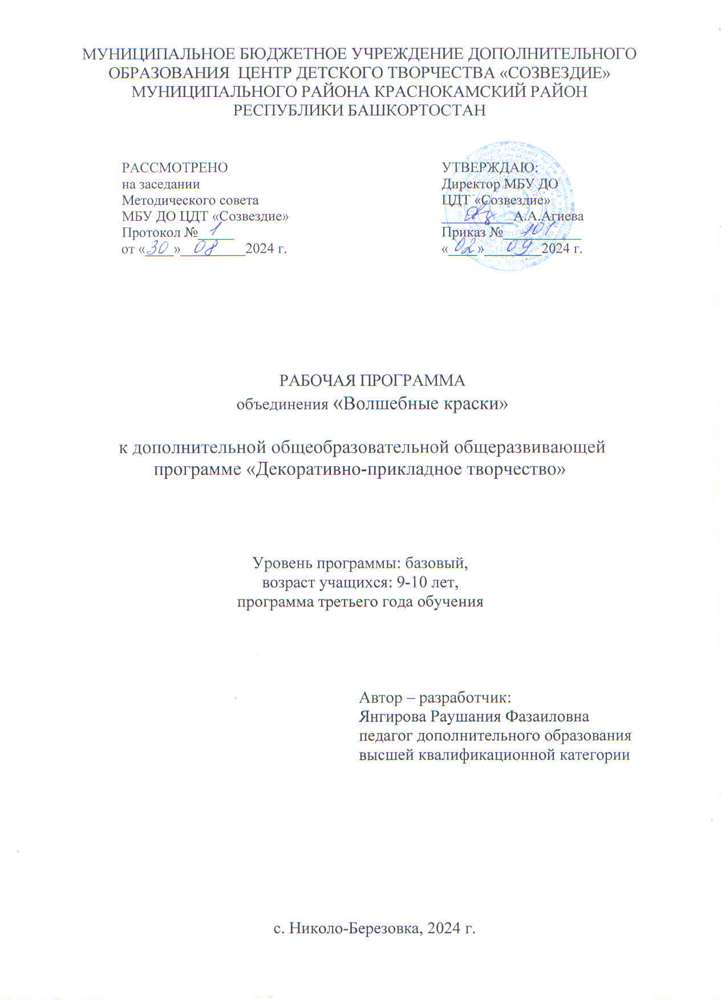 МУНИЦИПАЛЬНОЕ БЮДЖЕТНОЕ УЧРЕЖДЕНИЕ ДОПОЛНИТЕЛЬНОГО
ОБРАЗОВАНИЯ ЦЕНТР ДЕТСКОГО ТВОРЧЕСТВА «СОЗВЕЗДИЕ»
МУНИЦИПАЛЬНОГО РАЙОНА КРАСНОКАМСКИЙ РАЙОН
РЕСПУБЛИКИ БАШКОРТОСТАН
РАССМОТРЕНО
на заседании
Методического совета
МБУ ДО ЦДТ «Созвездие»
Протокол № 1
от «30» 08 2024 г.
УТВЕРЖДАЮ:
Директор МБУ ДО
ЦДТ «Созвездие»
А.А.Агиева
Приказ № 101
«02» 09 2024 г.
РАБОЧАЯ ПРОГРАММА
объединения «Волшебные краски»
к дополнительной общеобразовательной общеразвивающей
программе «Декоративно-прикладное творчество»
Уровень программы: базовый,
возраст учащихся: 9-10 лет,
программа третьего года обучения
Автор – разработчик:
Янгирова Раушания Фазаиловна
педагог дополнительного образования
высшей квалификационной категории
с. Николо-Березовка, 2024 г.